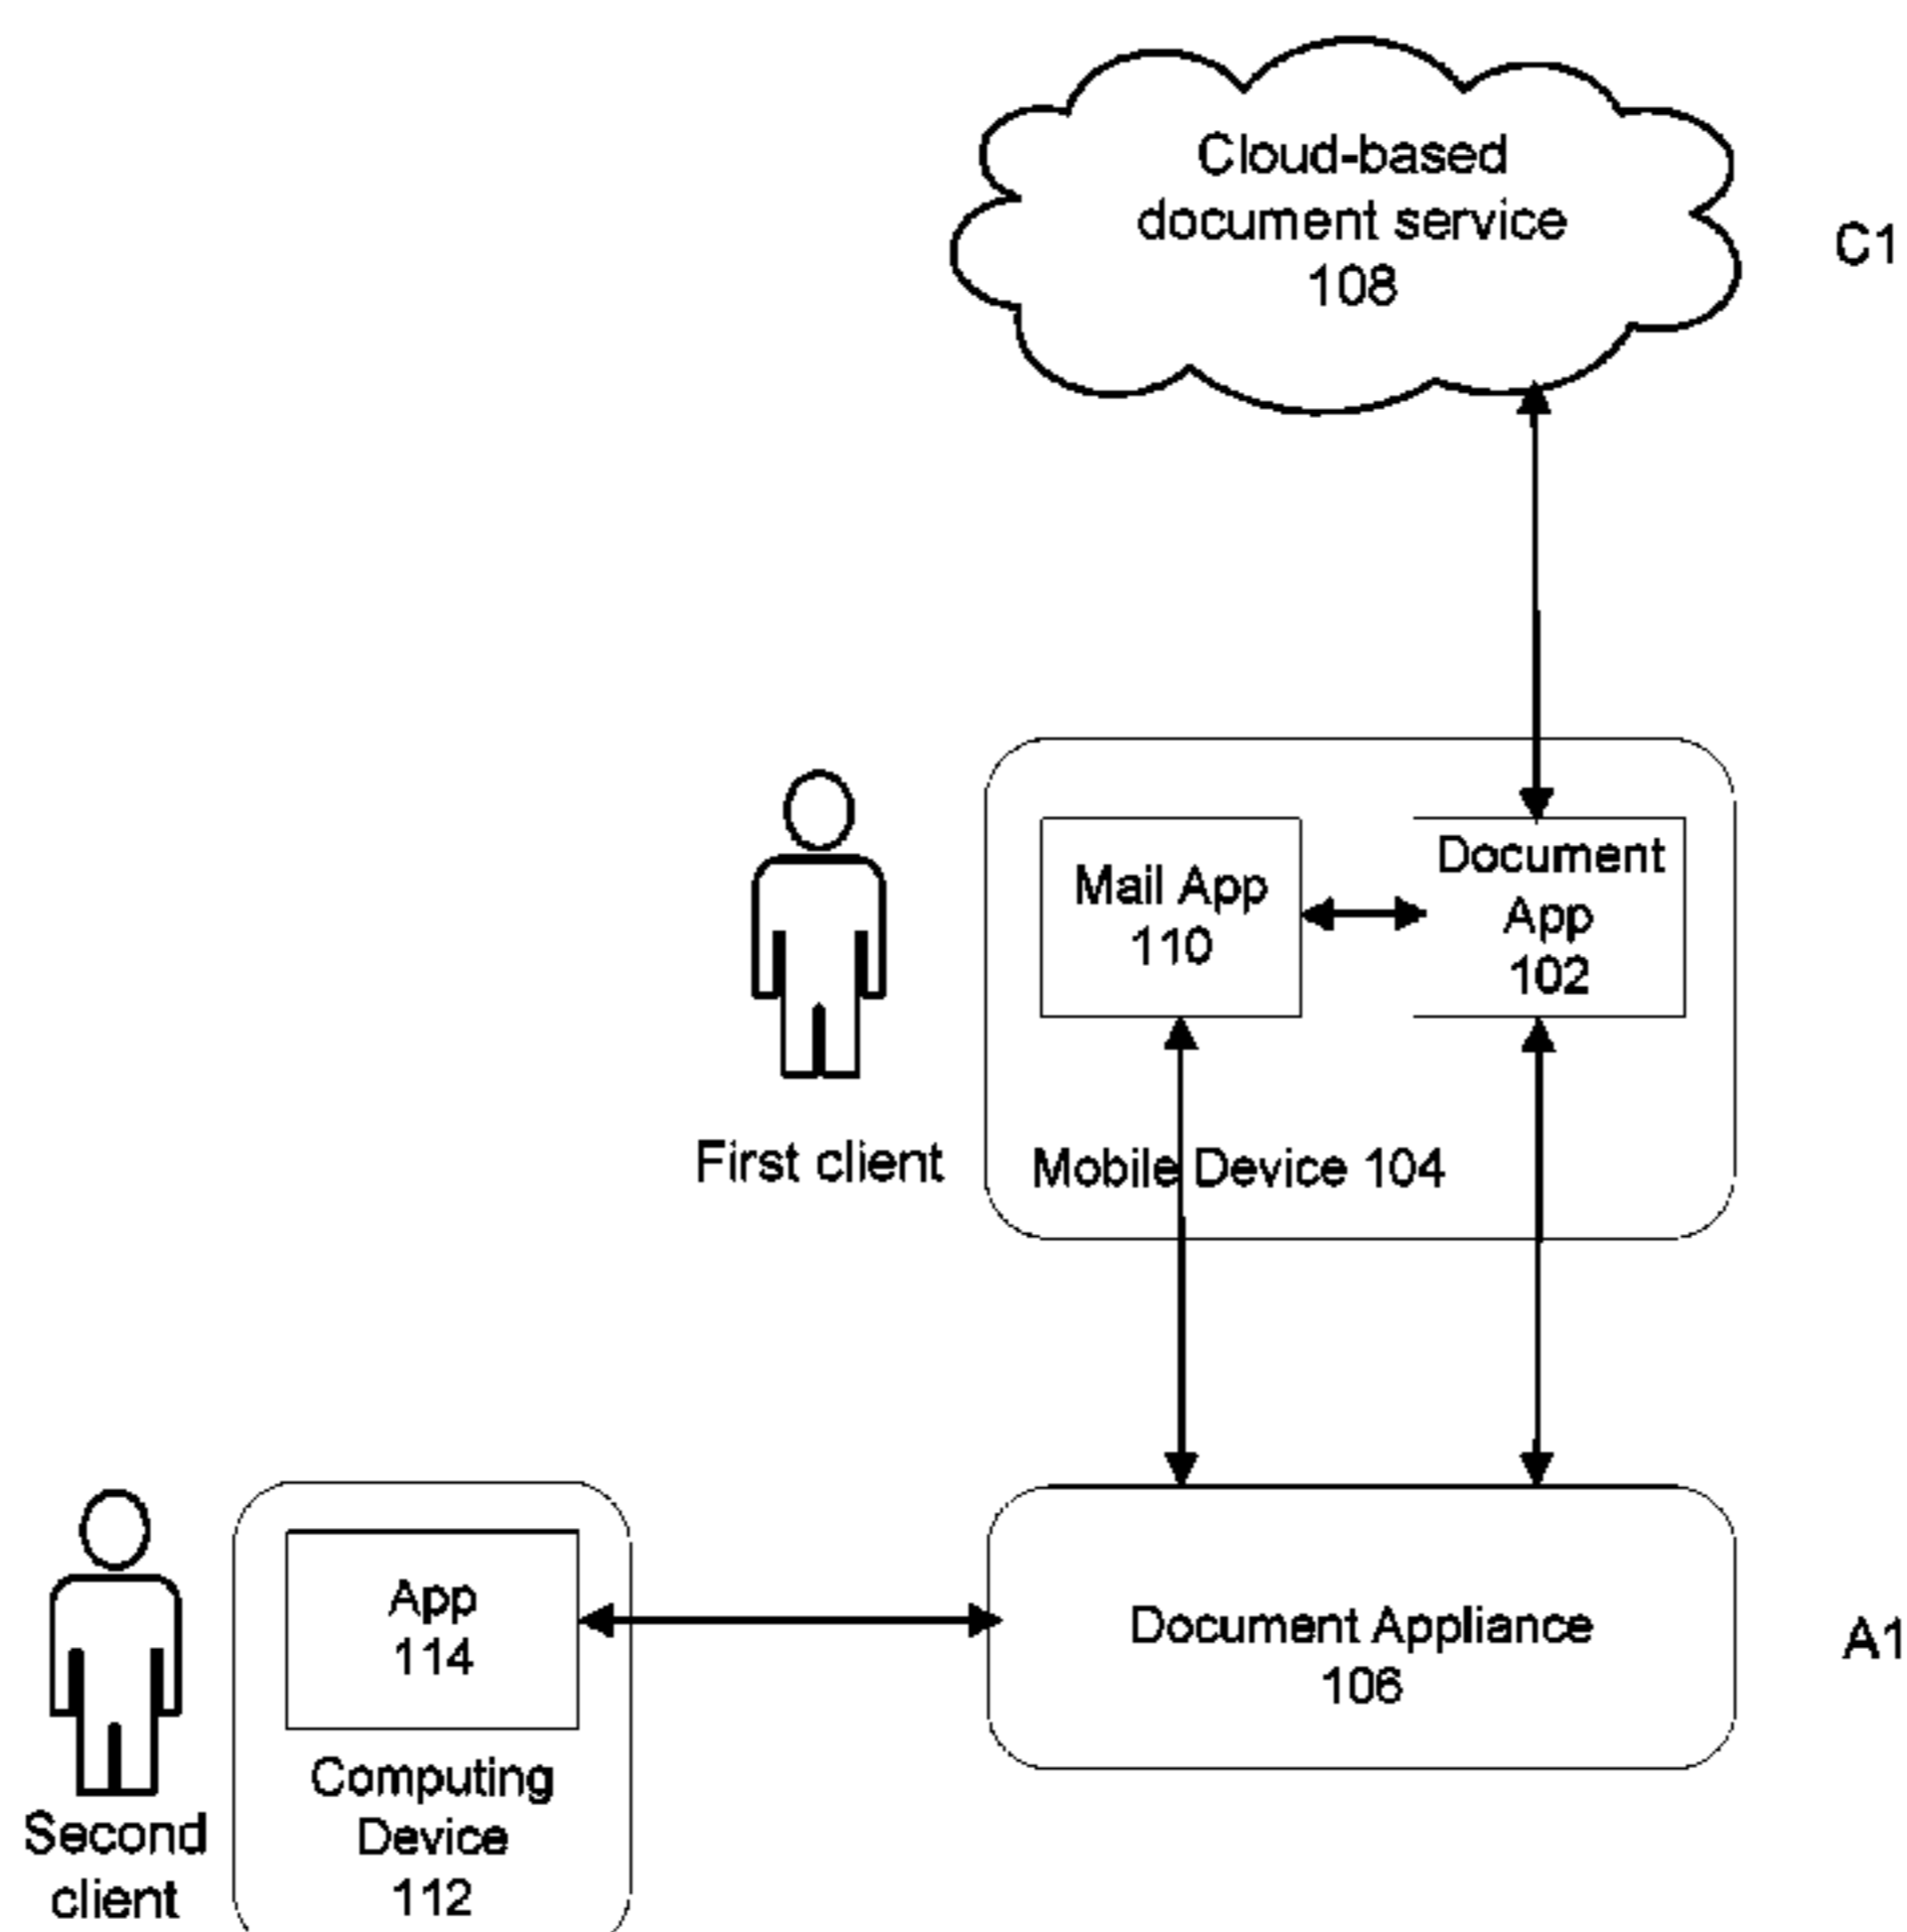 Cloud-based
document service
108
C1
Mail App
110
Document
App
102
First client
Mobile Device 104
App
114
Computing
Device
112
Second
client
Document Appliance
106
A1